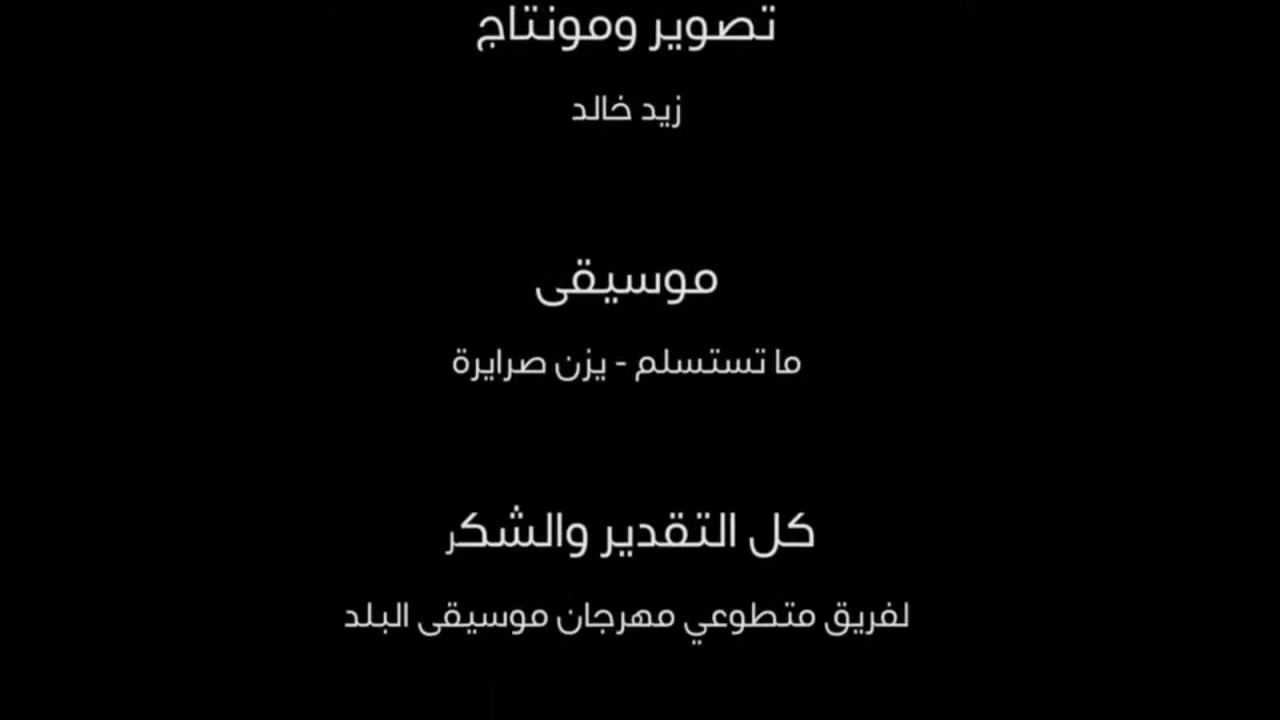 تصوير ومونتاج
زيد خالد
موسيقى
ما تستسلم - يزن صرايرة
كل التقدير والشكر
لفريق متطوعي مهرجان موسيقى البلد